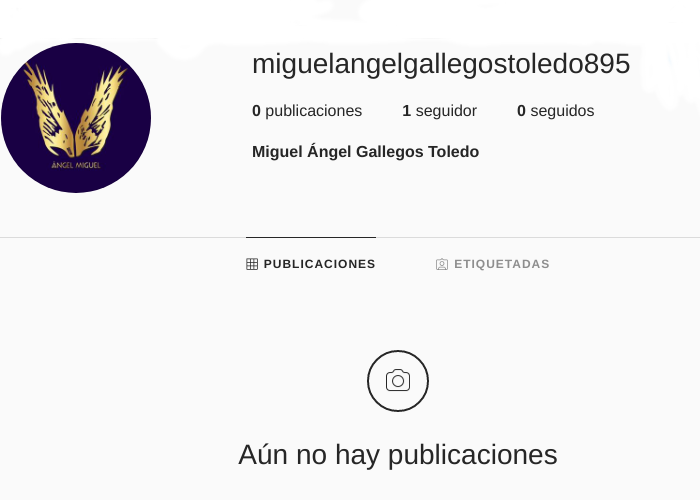 miguelangelgallegostoledo895
0 publicaciones 1 seguidor 0 seguidos
Miguel Ángel Gallegos Toledo
ÁNGEL MIGUEL
PUBLICACIONES ETIQUETADAS
Aún no hay publicaciones